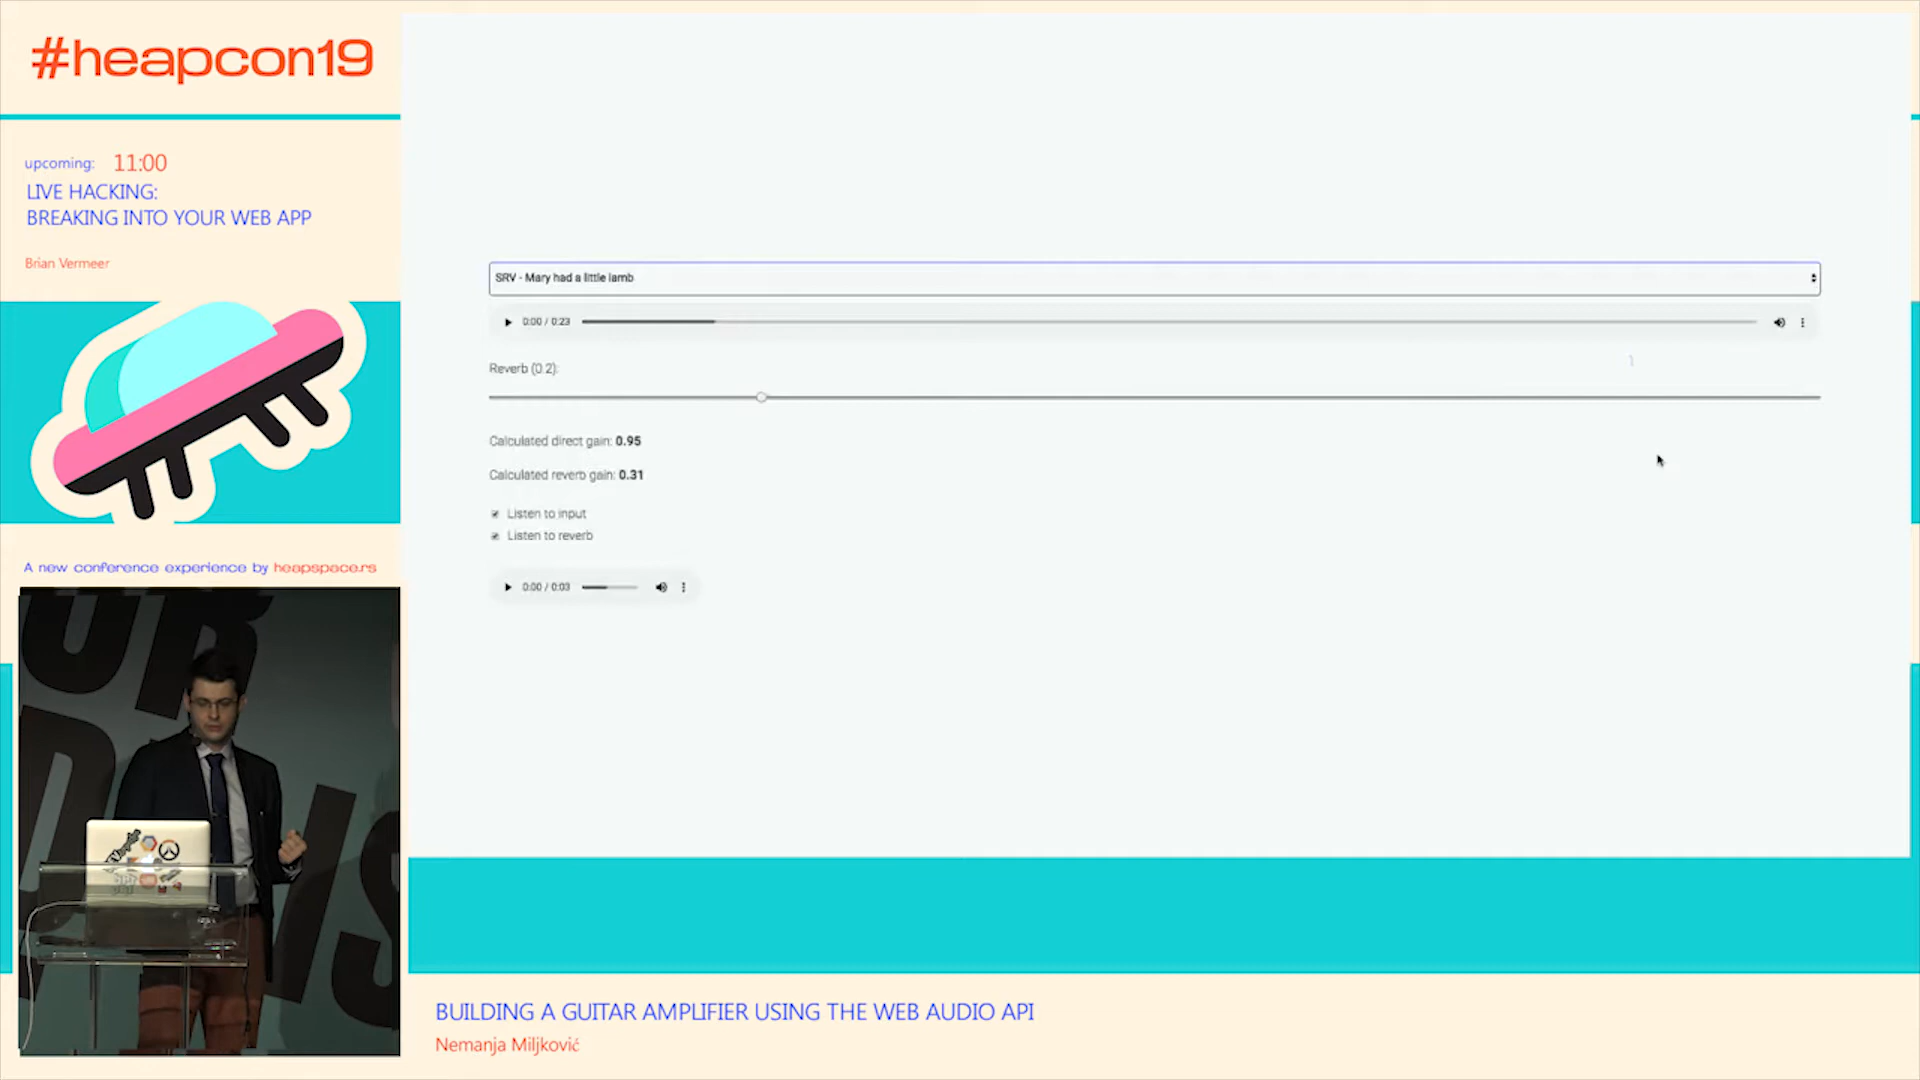 #heapcon19
upcoming: 11:00
LIVE HACKING:
BREAKING INTO YOUR WEB APP
Brian Vermeer
A new conference experience by heapspace.rs
SRV - Mary had a little lamb
0:00 / 0:23
Reverb (0.2):
Calculated direct gain: 0.95
Calculated reverb gain: 0.31
Listen to input
Listen to reverb
0:00 / 0:03
BUILDING A GUITAR AMPLIFIER USING THE WEB AUDIO API
Nemanja Miljković